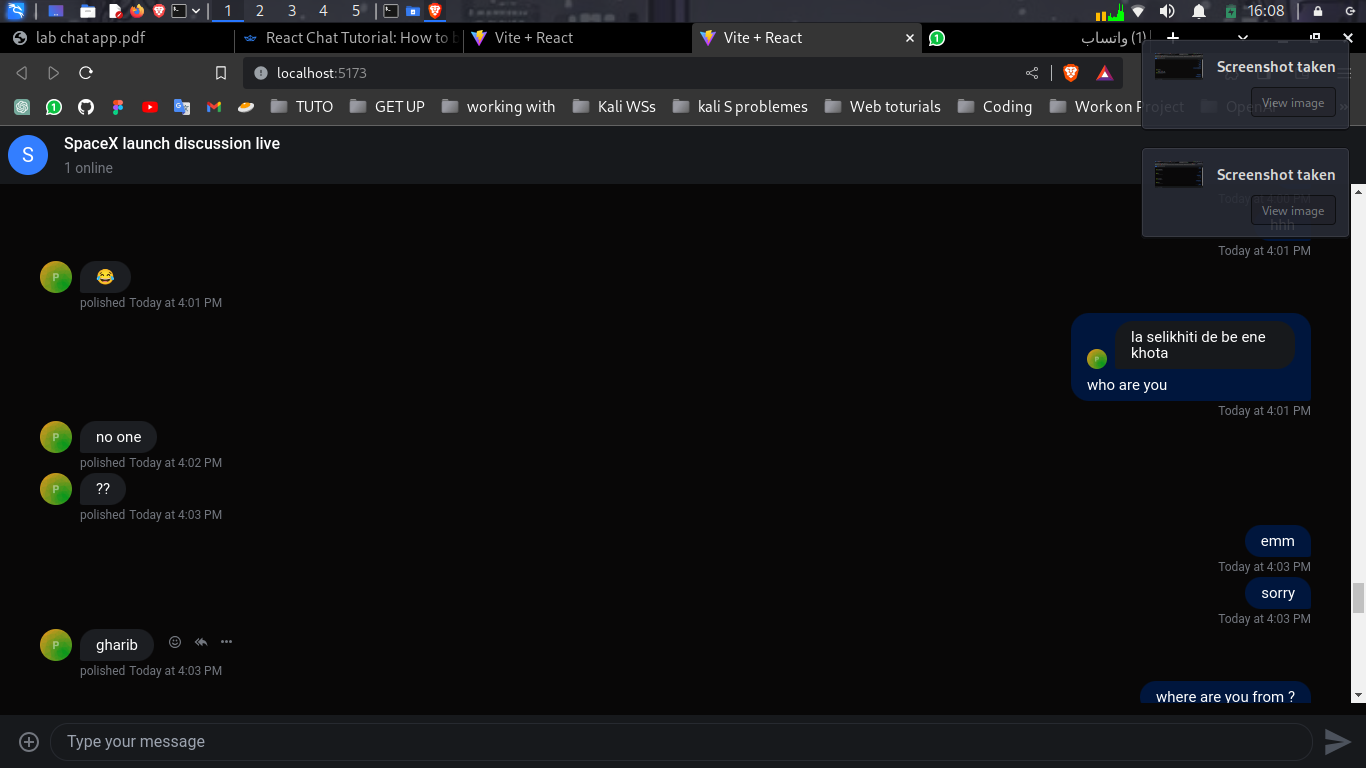 1 2 3 4 5
16:08
lab chat app.pdf
React Chat Tutorial: How to b
Vite + React
Vite + React
واتساب (1)
localhost:5173
TUTO
GET UP
working with
Kali WSs
kali S problemes
Web toturials
Coding
Work on Project
Screenshot taken
View image
Screenshot taken
View image
S
SpaceX launch discussion live
1 online
Today at 4:00 PM
hhh
Today at 4:01 PM
P
😂
polished Today at 4:01 PM
la selikhiti de be ene
khota
P
who are you
Today at 4:01 PM
P
no one
polished Today at 4:02 PM
P
??
polished Today at 4:03 PM
emm
Today at 4:03 PM
sorry
Today at 4:03 PM
P
gharib
polished Today at 4:03 PM
where are you from ?
Type your message